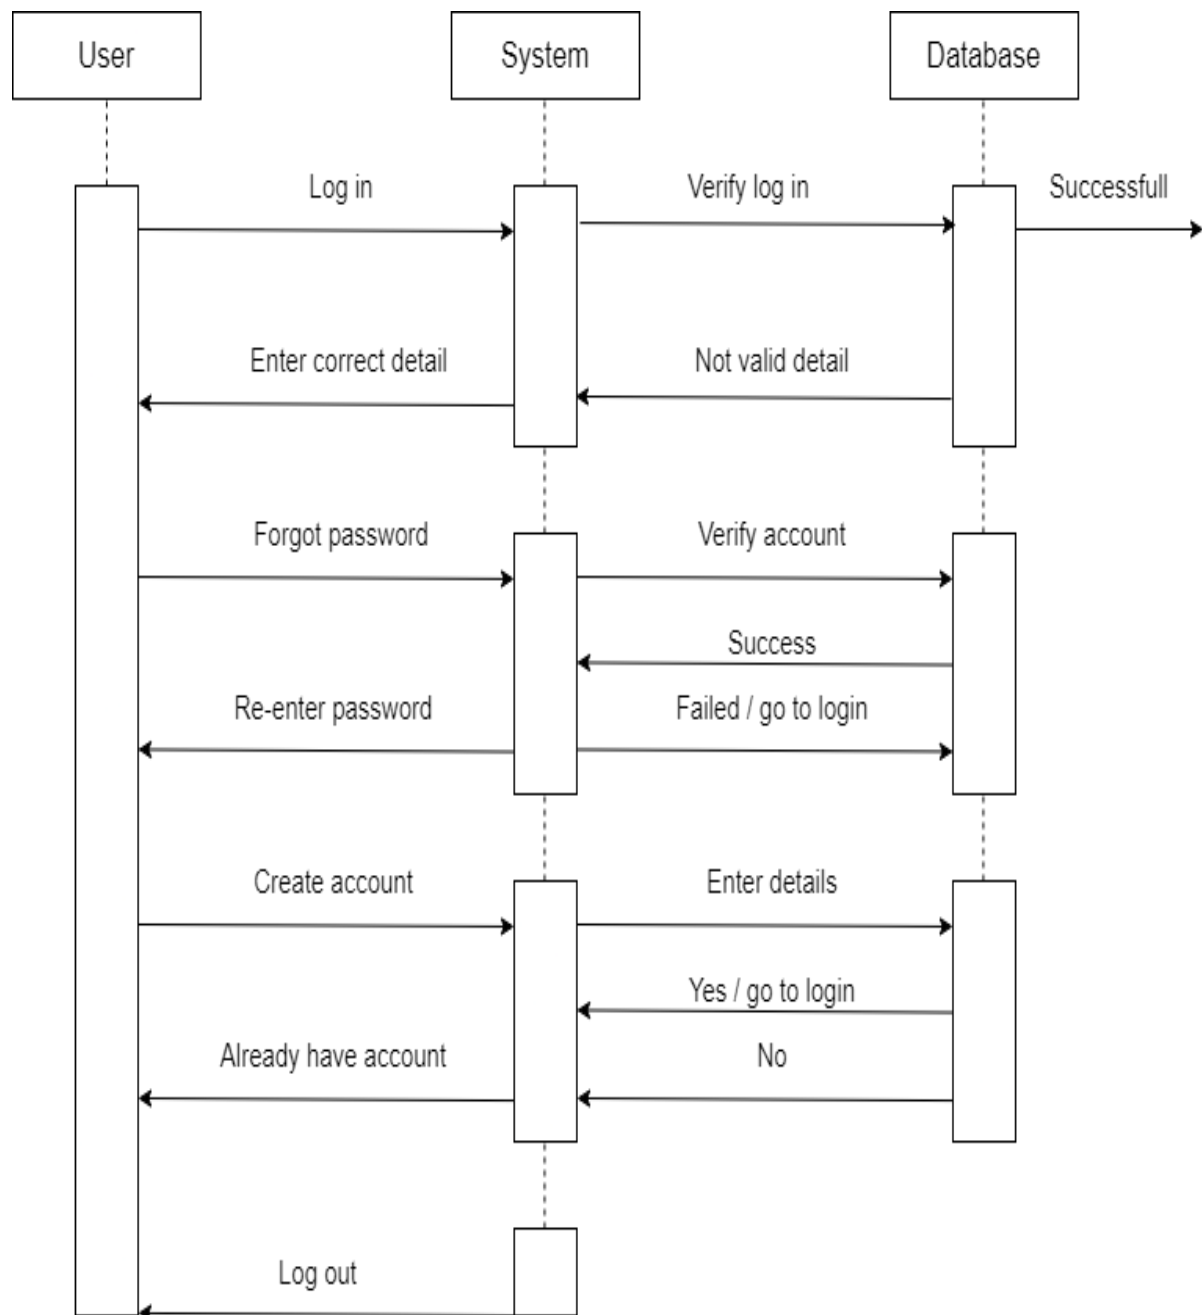 User
System
Database
Log in
Verify log in
Successfull
Enter correct detail
Not valid detail
Forgot password
Verify account
Success
Re-enter password
Failed / go to login
Create account
Enter details
Yes / go to login
Already have account
No
Log out